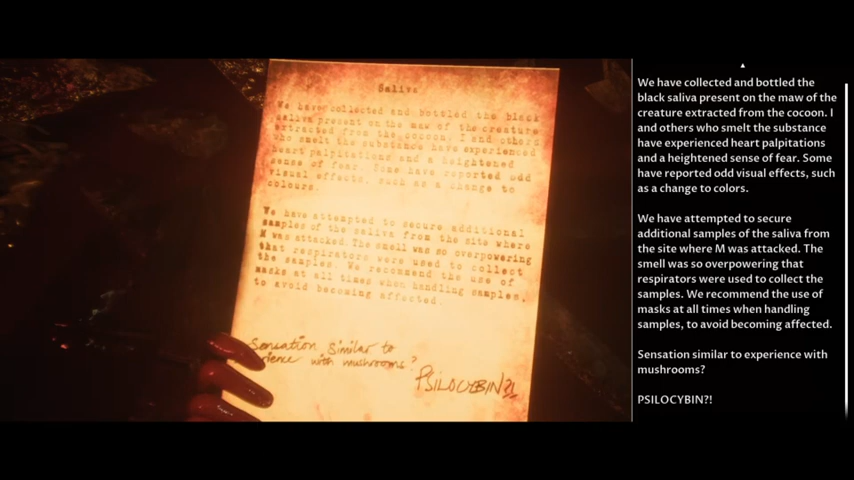 Saliva
We have collected and bottled the black
saliva present on the maw of the creature
extracted from the cocoon. I and others
who smelt the substance have experienced
heart palpitations and a heightened
sense of fear. Some have reported odd
visual effects, such as a change to
colours.
We have attempted to secure additional
samples of the saliva from the site where
M was attacked. The smell was so overpowering
that respirators were used to collect
the samples. We recommend the use of
masks at all times when handling samples,
to avoid becoming affected.
Sensation similar to
erience with mushrooms?
PSILOCYBIN?!
We have collected and bottled the
black saliva present on the maw of the
creature extracted from the cocoon. I
and others who smelt the substance
have experienced heart palpitations
and a heightened sense of fear. Some
have reported odd visual effects, such
as a change to colors.
We have attempted to secure
additional samples of the saliva from
the site where M was attacked. The
smell was so overpowering that
respirators were used to collect the
samples. We recommend the use of
masks at all times when handling
samples, to avoid becoming affected.
Sensation similar to experience with
mushrooms?
PSILOCYBIN?!